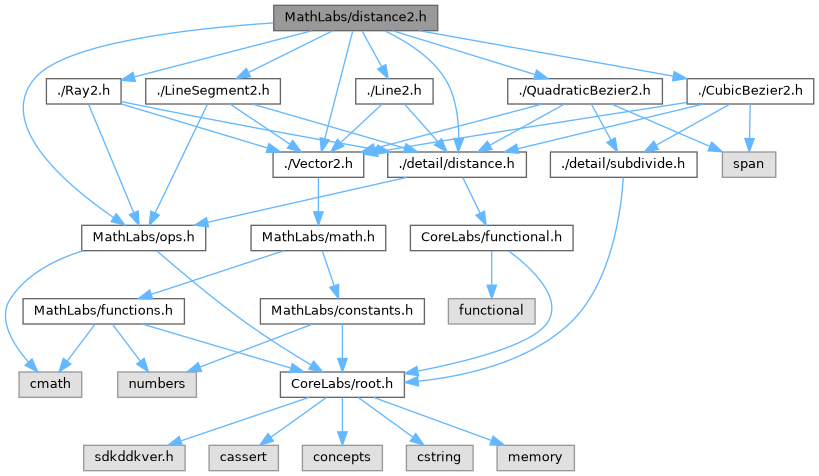 MathLabs/distance2.h
./Ray2.h
./LineSegment2.h
./Line2.h
./QuadraticBezier2.h
./CubicBezier2.h
./Vector2.h
./detail/distance.h
./detail/subdivide.h
span
MathLabs/ops.h
MathLabs/math.h
CoreLabs/functional.h
MathLabs/functions.h
MathLabs/constants.h
functional
cmath
numbers
CoreLabs/root.h
sdkddkver.h
cassert
concepts
cstring
memory